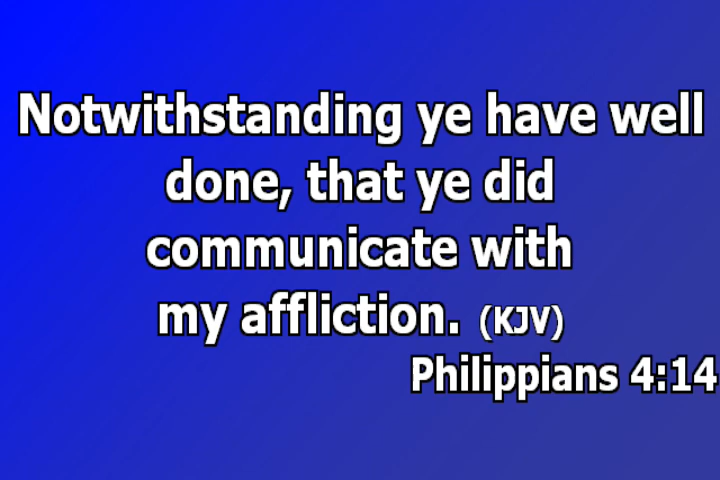 Notwithstanding ye have well
done, that ye did
communicate with
my affliction. (KJV)
Philippians 4:14